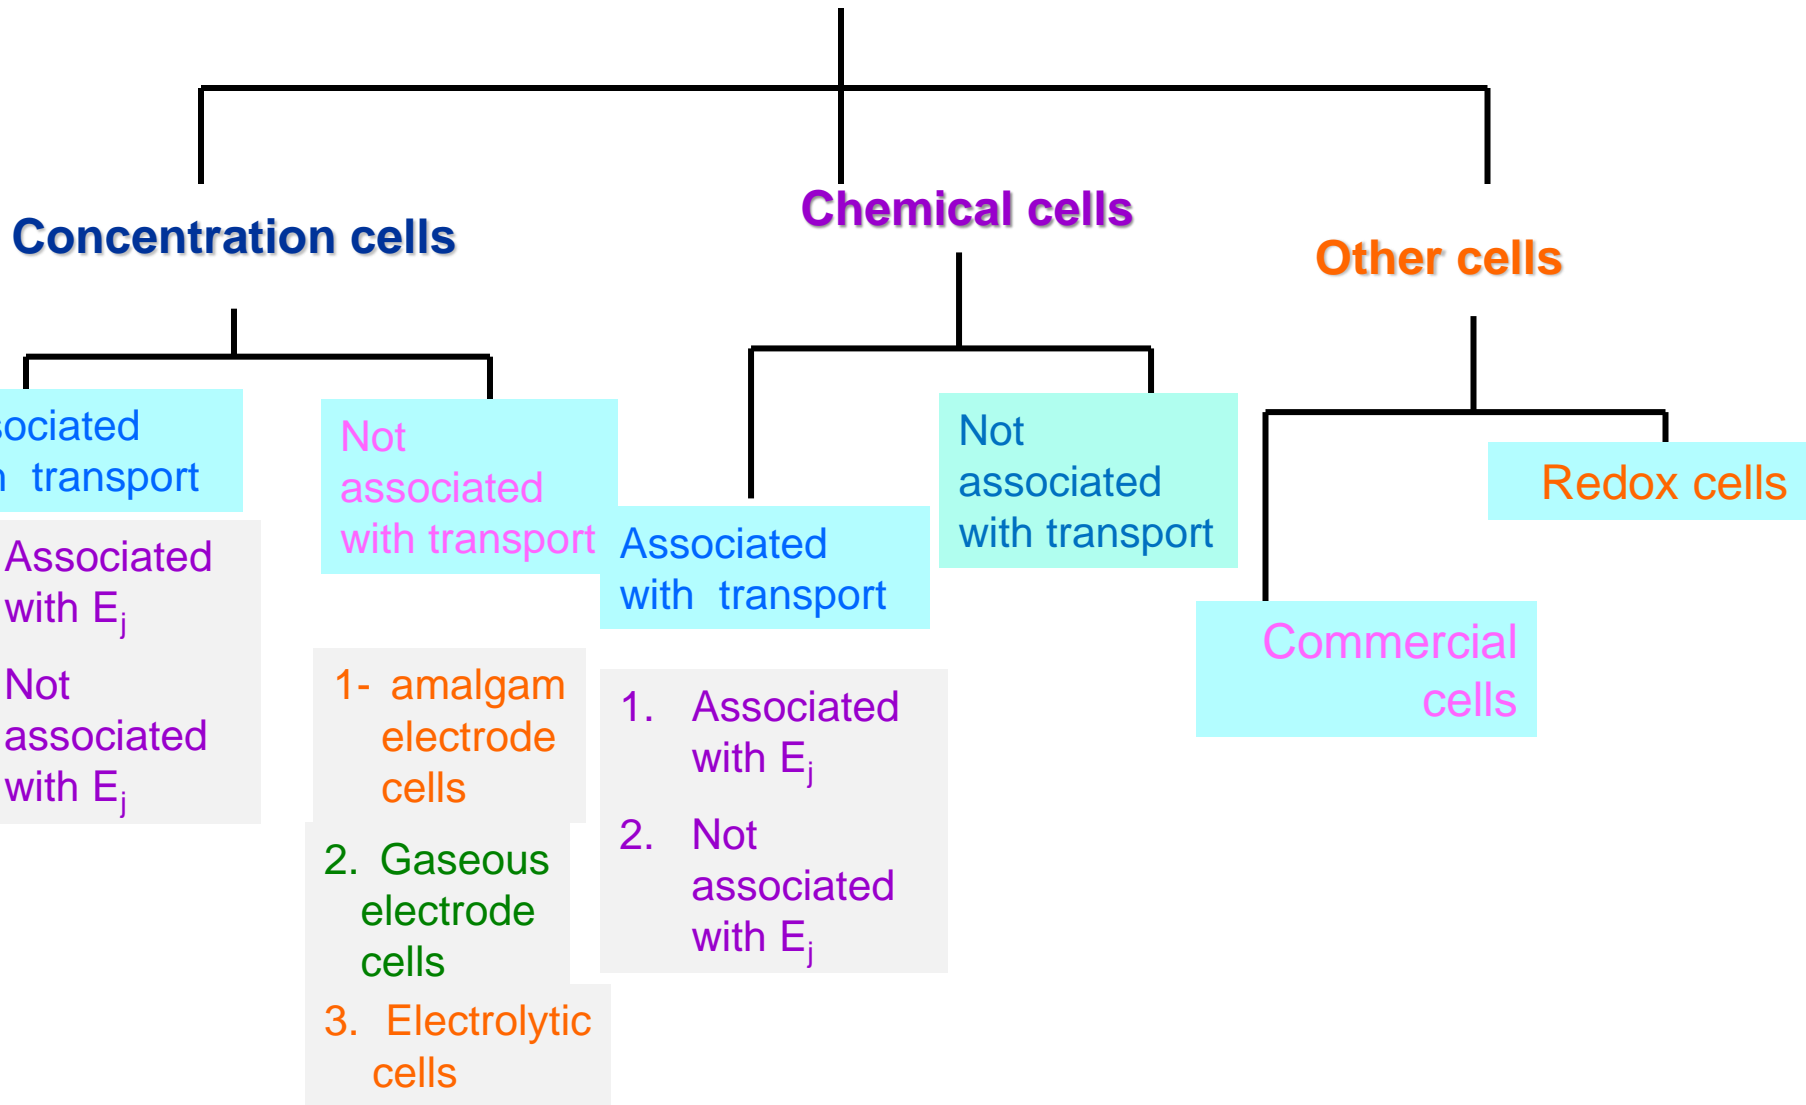 Concentration cells
Chemical cells
Other cells
sociated
transport
Associated
with Ej
Not
associated
with Ej
Not
associated
with transport
1- amalgam
electrode
cells
2. Gaseous
electrode
cells
3. Electrolytic
cells
Associated
with transport
1. Associated
with Ej
2. Not
associated
with Ej
Not
associated
with transport
Commercial
cells
Redox cells